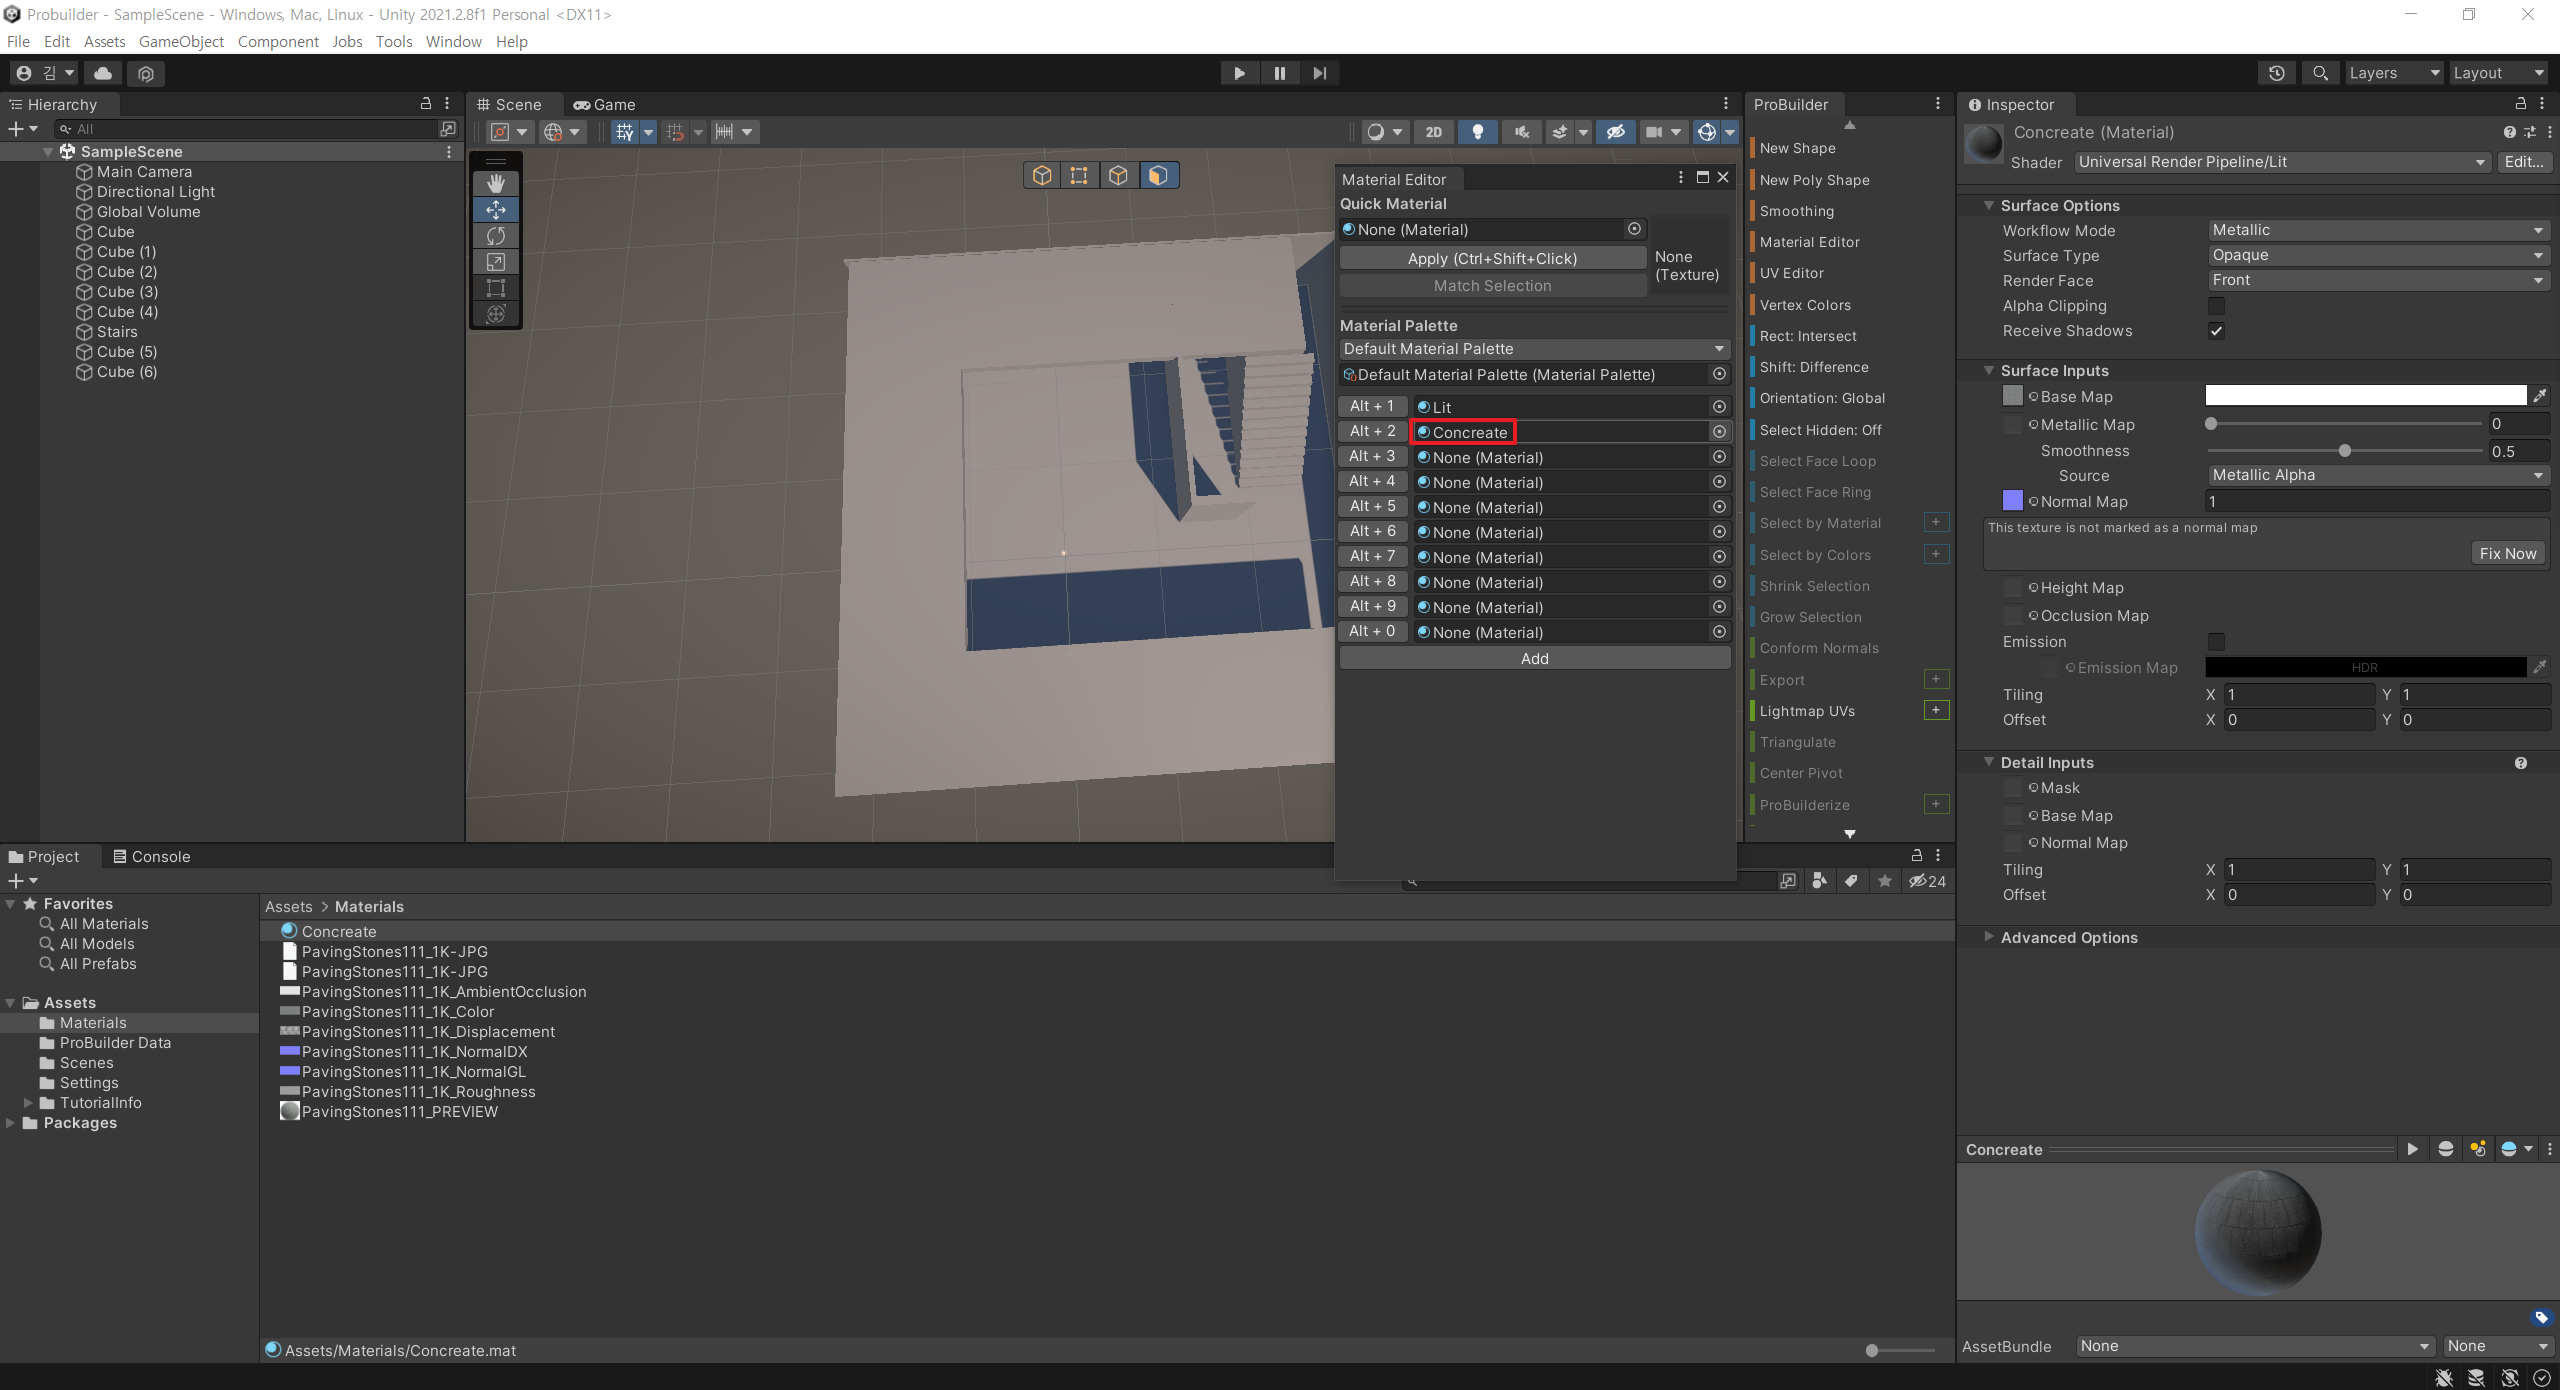 Probuilder - SampleScene - Windows, Mac, Linux - Unity 2021.2.8f1 Personal <DX11>
File Edit Assets GameObject Component Jobs Tools Window Help
김
Layers
Layout
Hierarchy
All
SampleScene
Main Camera
Directional Light
Global Volume
Cube
Cube (1)
Cube (2)
Cube (3)
Cube (4)
Stairs
Cube (5)
Cube (6)
Scene
Game
2D
Material Editor
Quick Material
None (Material)
Apply (Ctrl+Shift+Click)
Match Selection
None
(Texture)
Material Palette
Default Material Palette
Default Material Palette (Material Palette)
Alt + 1 Lit
Alt + 2 Concreate
Alt + 3 None (Material)
Alt + 4 None (Material)
Alt + 5 None (Material)
Alt + 6 None (Material)
Alt + 7 None (Material)
Alt + 8 None (Material)
Alt + 9 None (Material)
Alt + 0 None (Material)
Add
ProBuilder
New Shape
New Poly Shape
Smoothing
Material Editor
UV Editor
Vertex Colors
Rect: Intersect
Shift: Difference
Orientation: Global
Select Hidden: Off
Select Face Loop
Select Face Ring
Select by Material +
Select by Colors +
Shrink Selection
Grow Selection
Conform Normals
Export +
Lightmap UVs +
Triangulate
Center Pivot
ProBuilderize +
Inspector
Concreate (Material)
Shader Universal Render Pipeline/Lit Edit...
Surface Options
Workflow Mode Metallic
Surface Type Opaque
Render Face Front
Alpha Clipping
Receive Shadows
Surface Inputs
Base Map
Metallic Map 0
Smoothness 0.5
Source Metallic Alpha
Normal Map 1
This texture is not marked as a normal map
Fix Now
Height Map
Occlusion Map
Emission
Emission Map HDR
Tiling X 1 Y 1
Offset X 0 Y 0
Detail Inputs
Mask
Base Map
Normal Map
Tiling X 1 Y 1
Offset X 0 Y 0
Advanced Options
Concreate
AssetBundle None None
Project
Console
24
Favorites
All Materials
All Models
All Prefabs
Assets
Materials
ProBuilder Data
Scenes
Settings
TutorialInfo
Packages
Assets > Materials
Concreate
PavingStones111_1K-JPG
PavingStones111_1K-JPG
PavingStones111_1K_AmbientOcclusion
PavingStones111_1K_Color
PavingStones111_1K_Displacement
PavingStones111_1K_NormalDX
PavingStones111_1K_NormalGL
PavingStones111_1K_Roughness
PavingStones111_PREVIEW
Assets/Materials/Concreate.mat